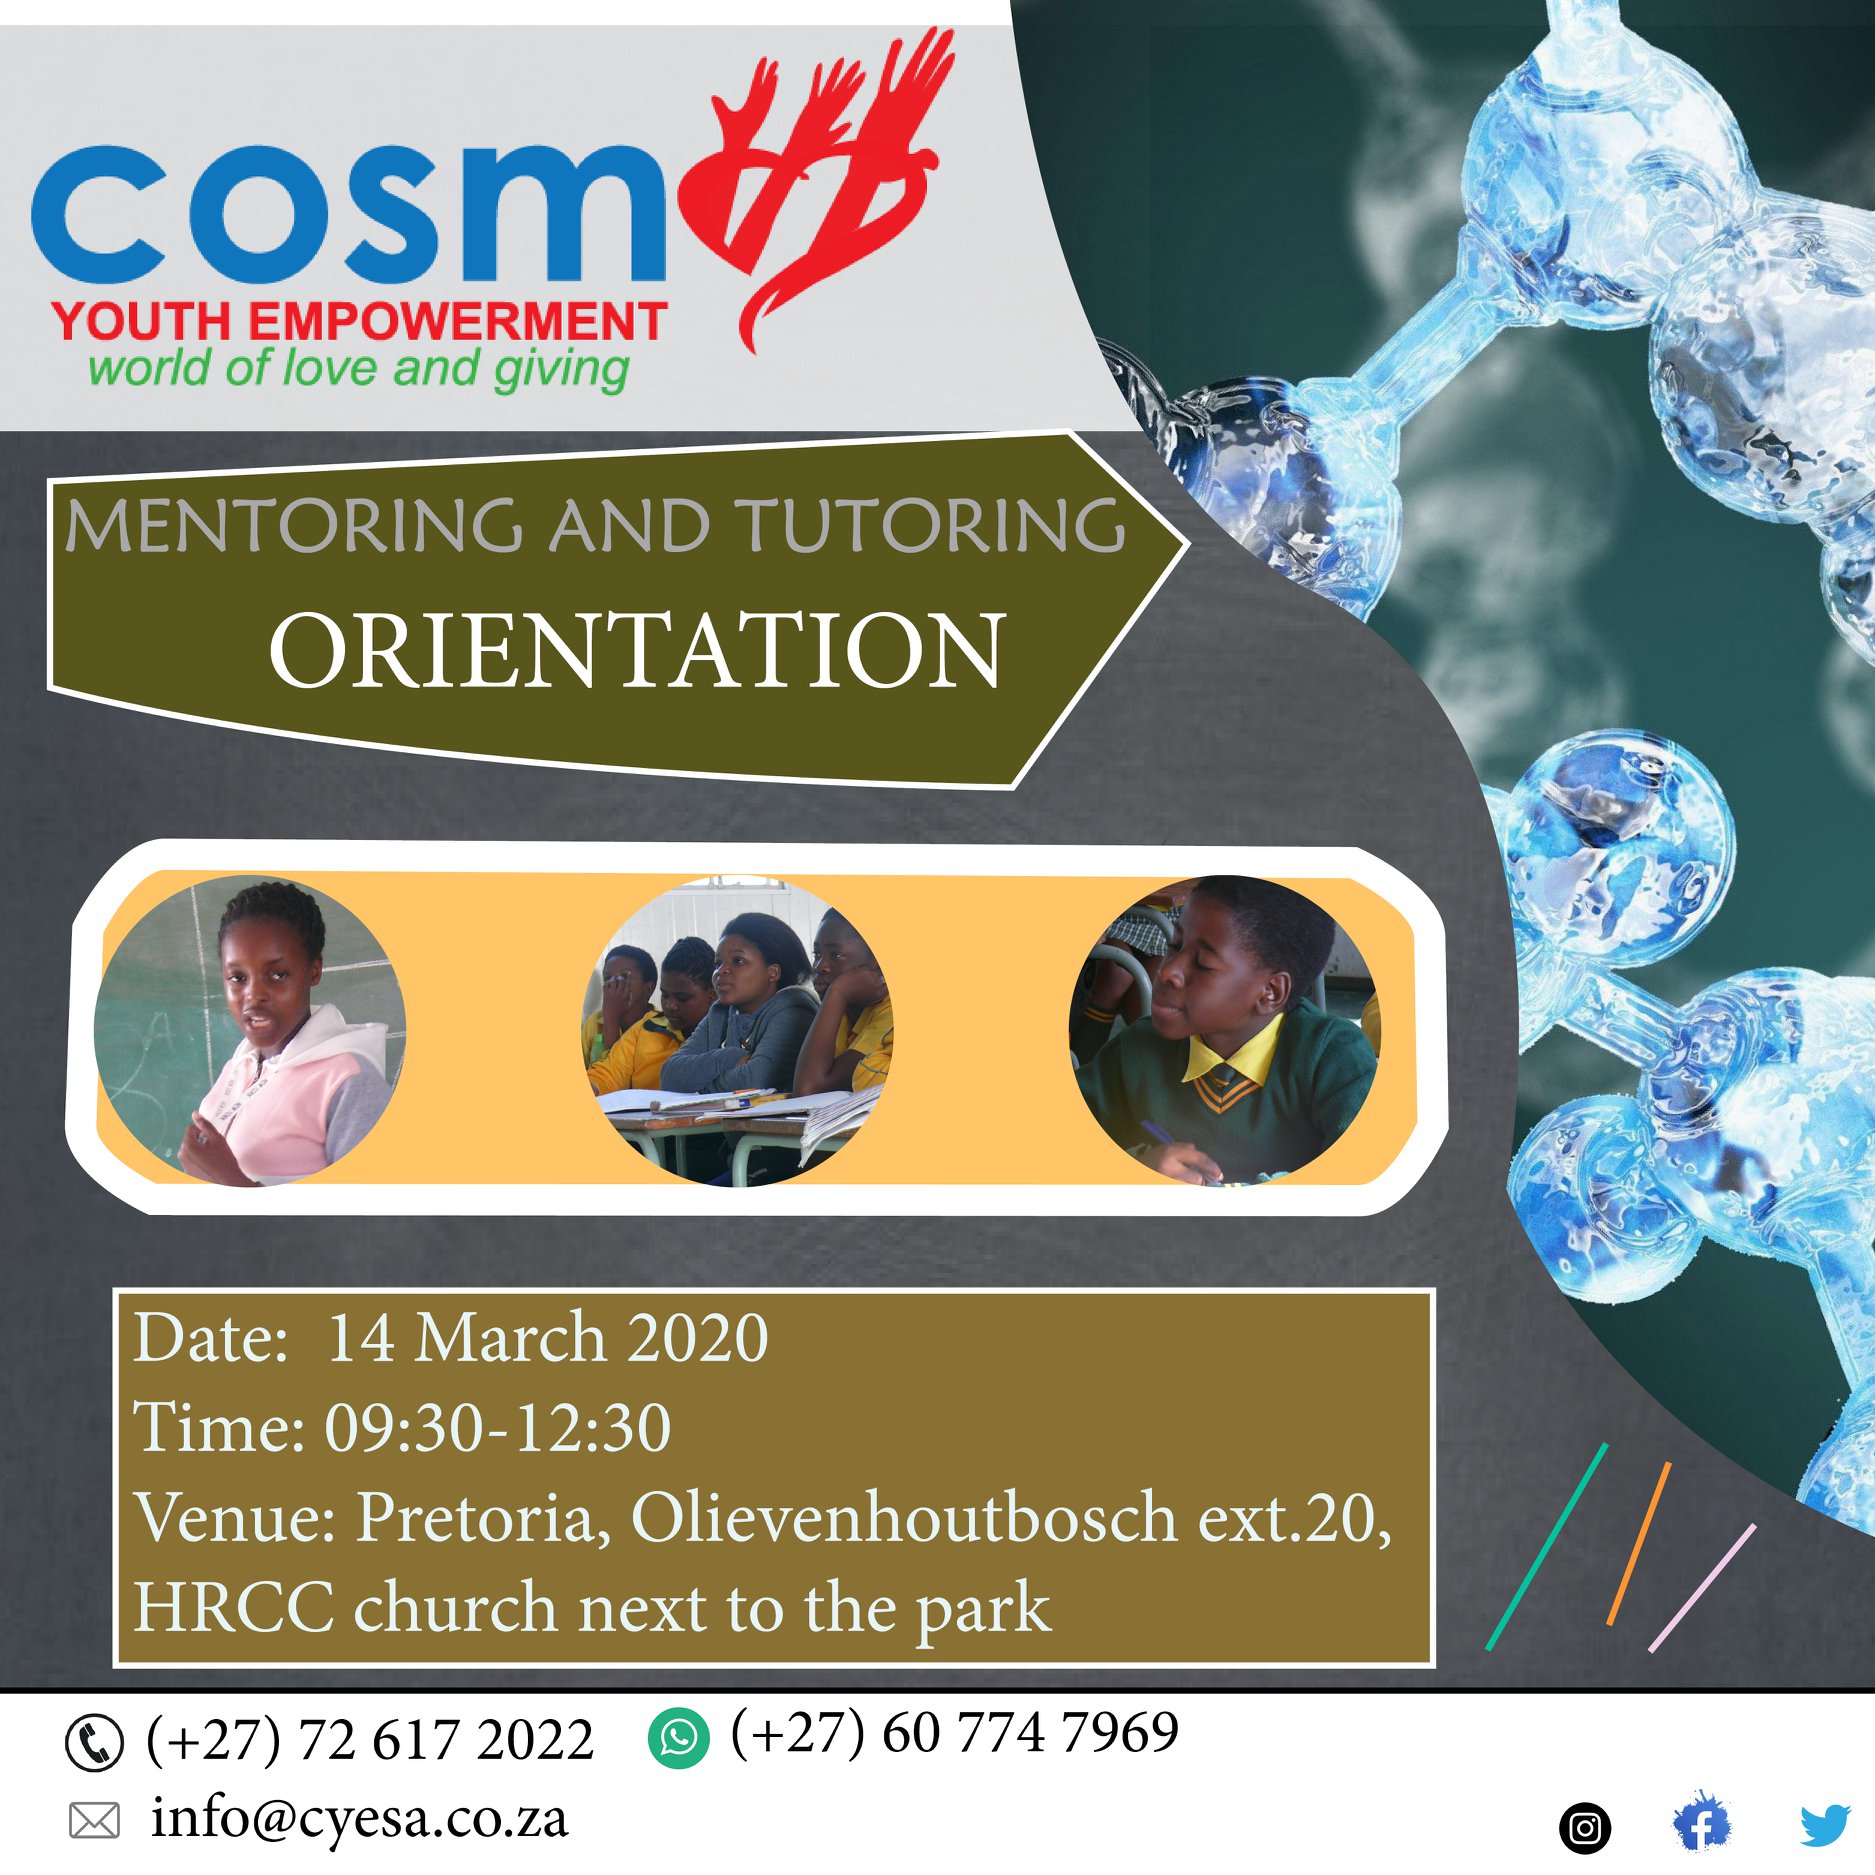 cosm
YOUTH EMPOWERMENT
world of love and giving
MENTORING AND TUTORING
ORIENTATION
Date: 14 March 2020
Time: 09:30-12:30
Venue: Pretoria, Olievenhoutbosch ext.20,
HRCC church next to the park
(+27) 72 617 2022
(+27) 60 774 7969
info@cyesa.co.za